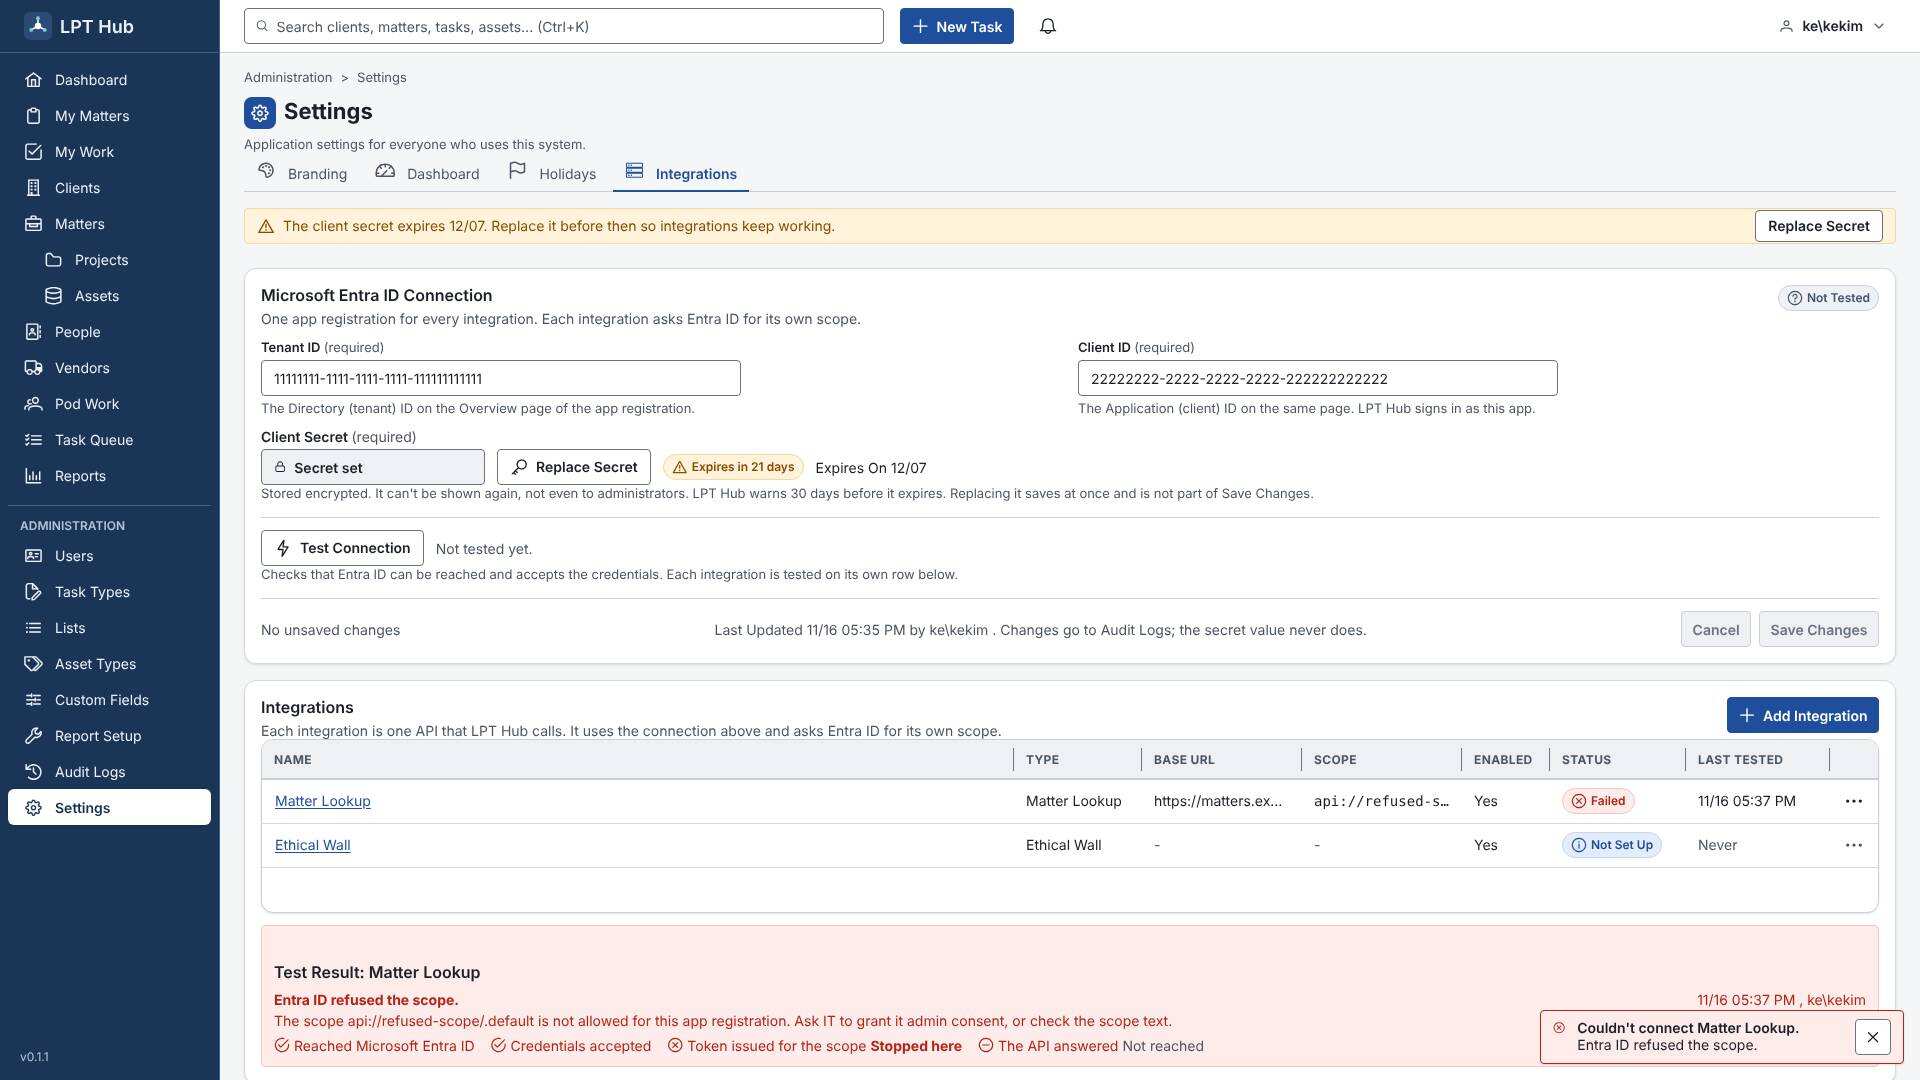 LPT Hub
Search clients, matters, tasks, assets... (Ctrl+K)
New Task
ke\kekim
Dashboard
My Matters
My Work
Clients
Matters
Projects
Assets
People
Vendors
Pod Work
Task Queue
Reports
ADMINISTRATION
Users
Task Types
Lists
Asset Types
Custom Fields
Report Setup
Audit Logs
Settings
v0.1.1
Administration > Settings
Settings
Application settings for everyone who uses this system.
Branding Dashboard Holidays Integrations
The client secret expires 12/07. Replace it before then so integrations keep working. Replace Secret
Microsoft Entra ID Connection Not Tested
One app registration for every integration. Each integration asks Entra ID for its own scope.
Tenant ID (required) Client ID (required)
11111111-1111-1111-1111-111111111111 22222222-2222-2222-2222-222222222222
The Directory (tenant) ID on the Overview page of the app registration. The Application (client) ID on the same page. LPT Hub signs in as this app.
Client Secret (required)
Secret set Replace Secret Expires in 21 days Expires On 12/07
Stored encrypted. It can't be shown again, not even to administrators. LPT Hub warns 30 days before it expires. Replacing it saves at once and is not part of Save Changes.
Test Connection Not tested yet.
Checks that Entra ID can be reached and accepts the credentials. Each integration is tested on its own row below.
No unsaved changes Last Updated 11/16 05:35 PM by ke\kekim . Changes go to Audit Logs; the secret value never does. Cancel Save Changes
Integrations Add Integration
Each integration is one API that LPT Hub calls. It uses the connection above and asks Entra ID for its own scope.
NAME TYPE BASE URL SCOPE ENABLED STATUS LAST TESTED
Matter Lookup Matter Lookup https://matters.ex... api://refused-s... Yes Failed 11/16 05:37 PM
Ethical Wall Ethical Wall - - Yes Not Set Up Never
Test Result: Matter Lookup
Entra ID refused the scope. 11/16 05:37 PM , ke\kekim
The scope api://refused-scope/.default is not allowed for this app registration. Ask IT to grant it admin consent, or check the scope text.
Reached Microsoft Entra ID Credentials accepted Token issued for the scope Stopped here The API answered Not reached
Couldn't connect Matter Lookup.
Entra ID refused the scope.